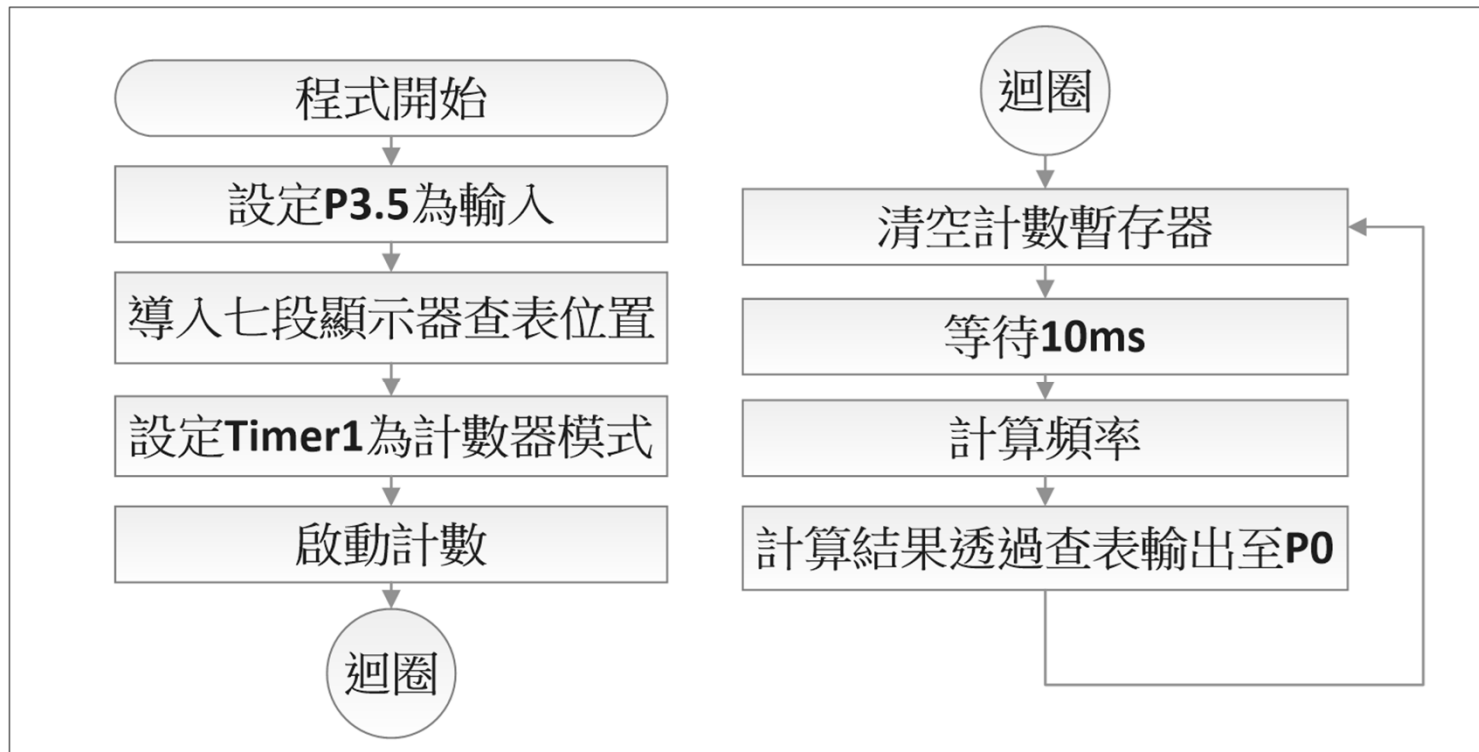 程式開始
設定P3.5為輸入
導入七段顯示器查表位置
設定Timer1為計數器模式
啟動計數
迴圈
迴圈
清空計數暫存器
等待10ms
計算頻率
計算結果透過查表輸出至P0